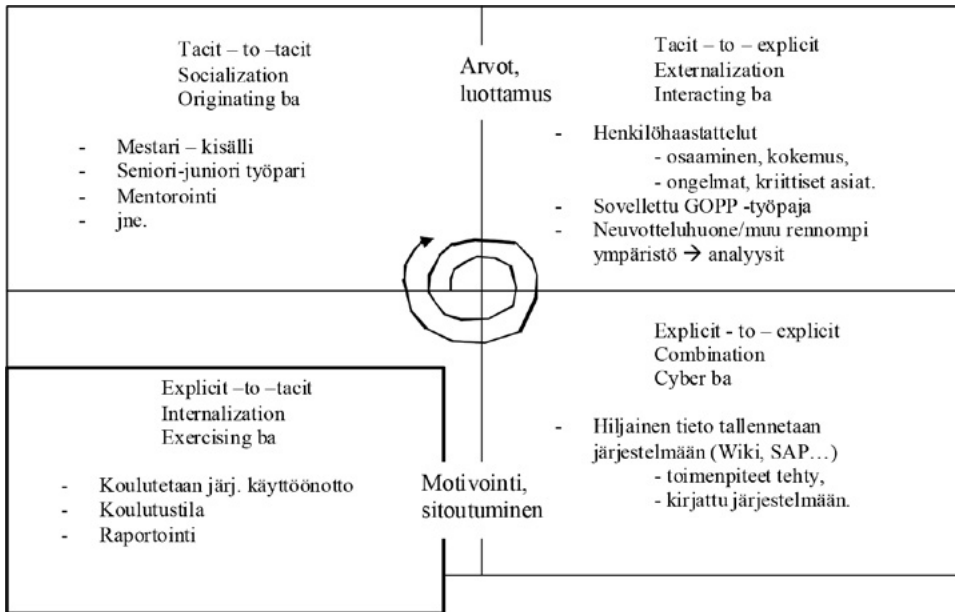 Tacit – to –tacit
Socialization
Originating ba
- Mestari – kisälli
- Seniori-juniori työpari
- Mentorointi
- jne.
Arvot,
luottamus
Tacit – to – explicit
Externalization
Interacting ba
- Henkilöhaastattelut
- osaaminen, kokemus,
- ongelmat, kriittiset asiat.
- Sovellettu GOPP -työpaja
- Neuvotteluhuone/muu rennompi
ympäristö → analyysit
Explicit –to –tacit
Internalization
Exercising ba
- Koulutetaan järj. käyttöönotto
- Koulutustila
- Raportointi
Motivointi,
sitoutuminen
Explicit - to – explicit
Combination
Cyber ba
- Hiljainen tieto tallennetaan
järjestelmään (Wiki, SAP…)
- toimenpiteet tehty,
- kirjattu järjestelmään.